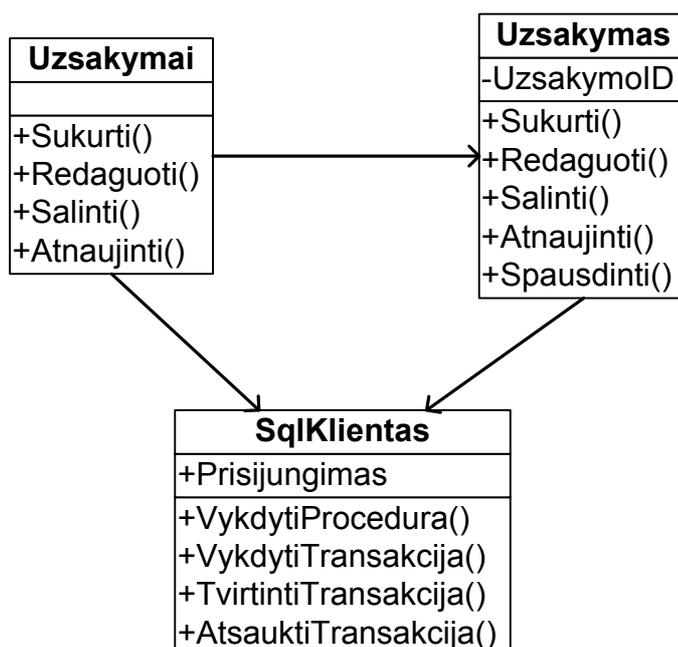 Uzsakymai
+Sukurti()
+Redaguoti()
+Salinti()
+Atnaujinti()
Uzsakymas
-UzsakymoID
+Sukurti()
+Redaguoti()
+Salinti()
+Atnaujinti()
+Spausdinti()
SqlKlientas
+Prisijungimas
+VykdytiProcedura()
+VykdytiTransakcija()
+TvirtintiTransakcija()
+AtsauktiTransakcija()